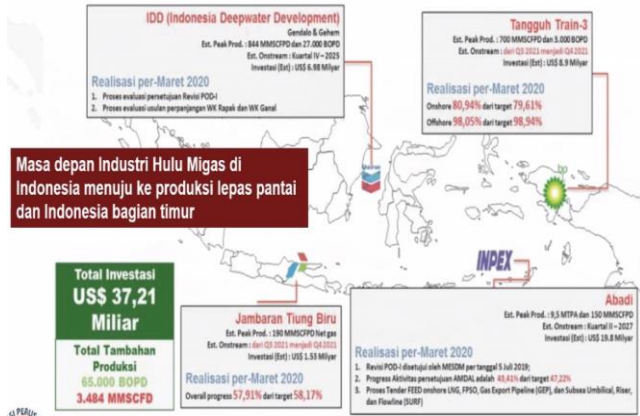 IDD (Indonesia Deepwater Development)
Gendalo & Gehem
Est. Peak Prod. : 844 MMSCFPD dan 27.000 BOPD
Est. Onstream : Kuartal IV – 2025
Investasi (Est) : US$ 6.98 Milyar
Realisasi per-Maret 2020
1. Proses evaluasi persetujuan Revisi POD-I
2. Proses evaluasi usulan perpanjangan WK Rapak dan WK Ganal
Tangguh Train-3
Est. Peak Prod. : 700 MMSCFPD dan 3.000 BOPD
Est. Onstream : dari Q3 2021 menjadi Q4 2021
Investasi (Est) : US$ 8.9 Milyar
Realisasi per-Maret 2020
Onshore 80,94% dari target 79,61%
Offshore 98,05% dari target 98,94%
Masa depan Industri Hulu Migas di
Indonesia menuju ke produksi lepas pantai
dan Indonesia bagian timur
Chevron
bp
INPEX
Total Investasi
US$ 37,21
Miliar
Total Tambahan
Produksi
65.000 BOPD
3.484 MMSCFD
Jambaran Tiung Biru
Est. Peak Prod. : 190 MMSCFPD Net gas
Est. Onstream : dari Q3 2021 menjadi Q4 2021
Investasi (Est) : US$ 1.53 Milyar
Realisasi per-Maret 2020
Overall progress 57,91% dari target 58,17%
Abadi
Est. Peak Prod. : 9,5 MTPA dan 150 MMSCFPD
Est. Onstream : Kuartal II – 2027
Investasi (Est) : US$ 19.8 Milyar
Realisasi per-Maret 2020
1. Revisi POD-I disetujui oleh MESDM per tanggal 5 Juli 2019;
2. Progress Aktivitas persetujuan AMDAL adalah 43,41% dari target 47,22%
3. Proses Tender FEED onshore LNG, FPSO, Gas Export Pipeline (GEP), dan Subsea Umbilical, Riser,
dan Flowline (SURF)